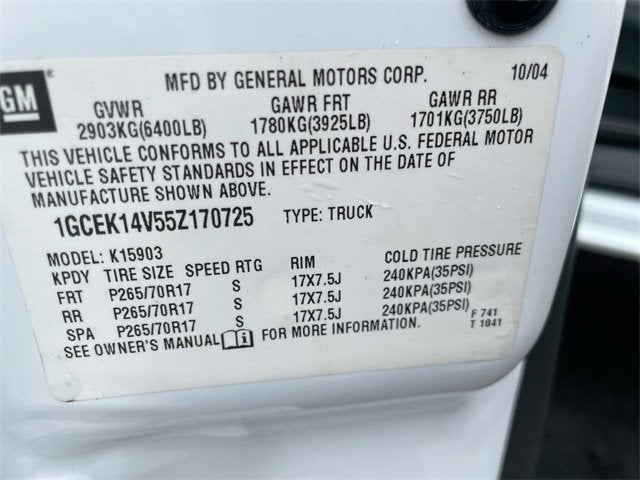 GM ® MFD BY GENERAL MOTORS CORP. 10/04
GVWR GAWR FRT GAWR RR
2903KG(6400LB) 1780KG(3925LB) 1701KG(3750LB)
THIS VEHICLE CONFORMS TO ALL APPLICABLE U.S. FEDERAL MOTOR
VEHICLE SAFETY STANDARDS IN EFFECT ON THE DATE OF
MANUFACTURE SHOWN ABOVE.
1GCEK14V55Z170725 TYPE: TRUCK
MODEL: K15903
KPDY TIRE SIZE SPEED RTG RIM COLD TIRE PRESSURE
FRT P265/70R17 S 17X7.5J 240KPA(35PSI)
RR P265/70R17 S 17X7.5J 240KPA(35PSI)
SPA P265/70R17 S 17X7.5J 240KPA(35PSI)
SEE OWNER'S MANUAL i FOR MORE INFORMATION.
F 741
T 1041